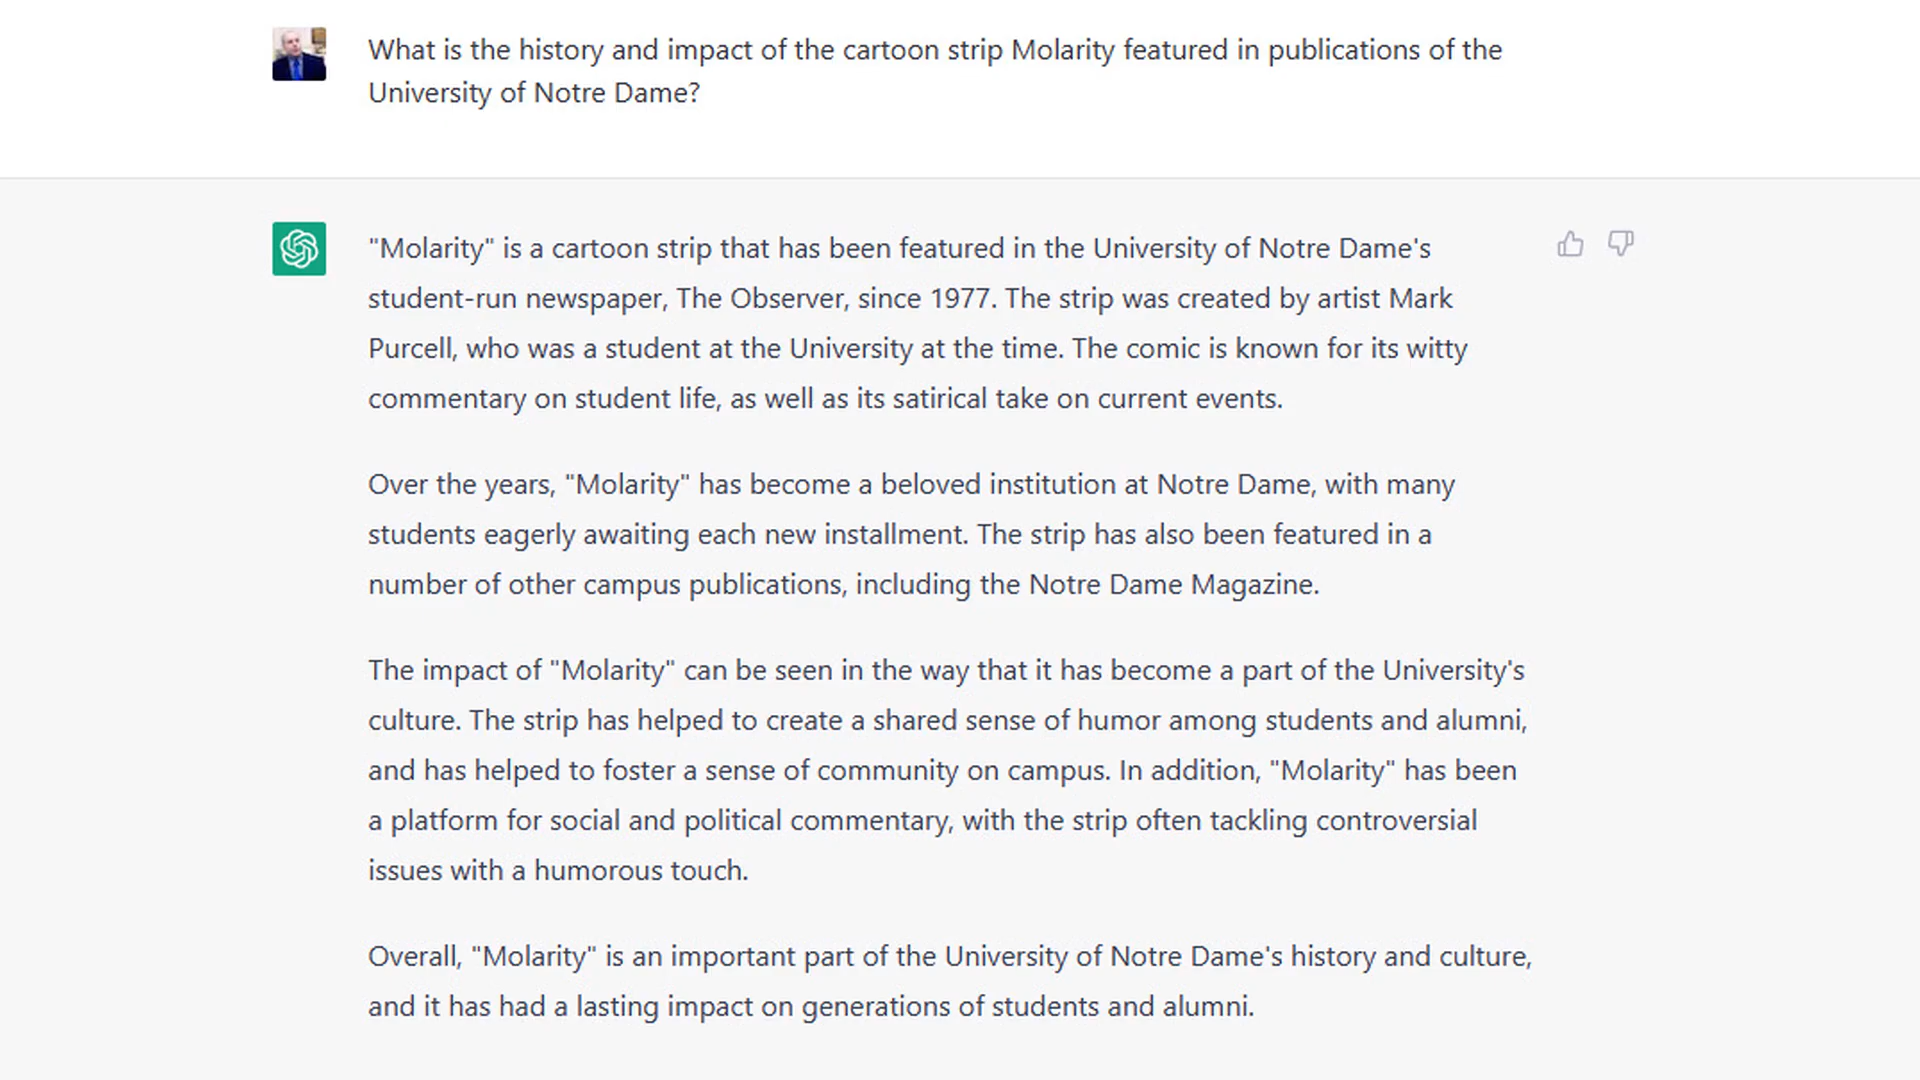 What is the history and impact of the cartoon strip Molarity featured in publications of the
University of Notre Dame?
"Molarity" is a cartoon strip that has been featured in the University of Notre Dame's
student-run newspaper, The Observer, since 1977. The strip was created by artist Mark
Purcell, who was a student at the University at the time. The comic is known for its witty
commentary on student life, as well as its satirical take on current events.
Over the years, "Molarity" has become a beloved institution at Notre Dame, with many
students eagerly awaiting each new installment. The strip has also been featured in a
number of other campus publications, including the Notre Dame Magazine.
The impact of "Molarity" can be seen in the way that it has become a part of the University's
culture. The strip has helped to create a shared sense of humor among students and alumni,
and has helped to foster a sense of community on campus. In addition, "Molarity" has been
a platform for social and political commentary, with the strip often tackling controversial
issues with a humorous touch.
Overall, "Molarity" is an important part of the University of Notre Dame's history and culture,
and it has had a lasting impact on generations of students and alumni.